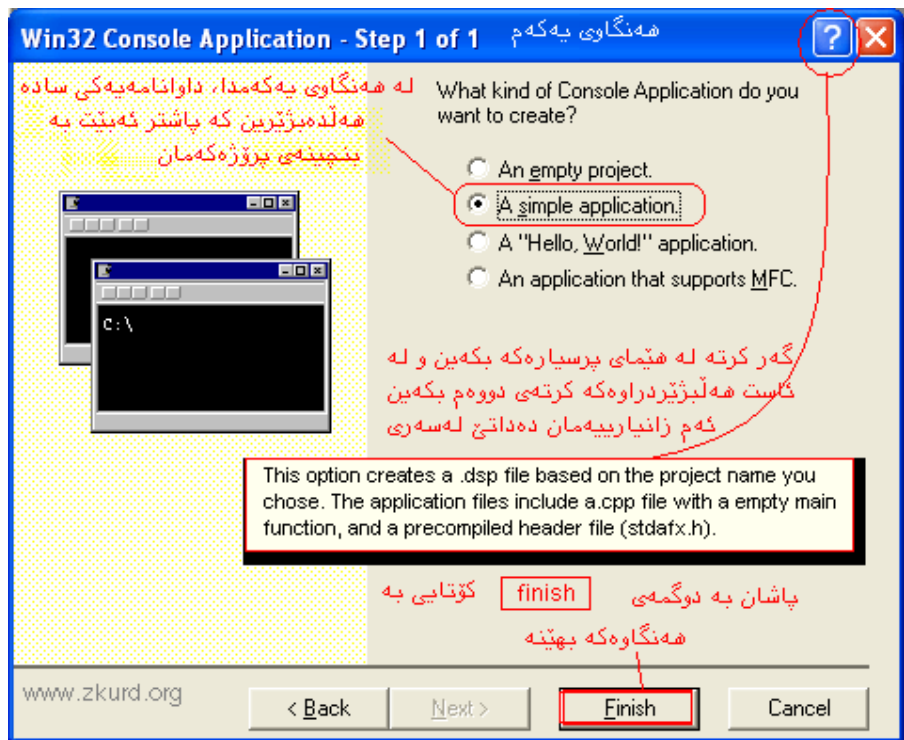 Win32 Console Application - Step 1 of 1
هەنگاوی یەکەم
لە هەنگاوی یەکەمدا، داوانامەیەکی سادە
هەڵدەبژێرین کە پاشتر ئەبێت بە
بنچینەی پرۆژەکەمان
What kind of Console Application do you
want to create?
An empty project.
A simple application.
A "Hello, World!" application.
An application that supports MFC.
C:\
گەر کرتە لە هێمای پرسیارەکە بکەین و لە
ئاست هەڵبژێردراوەکە کرتەی دووەم بکەین
ئەم زانیارییەمان دەداتێ لەسەری
This option creates a .dsp file based on the project name you
chose. The application files include a.cpp file with a empty main
function, and a precompiled header file (stdafx.h).
پاشان بە دوگمەی finish کۆتایی بە
هەنگاوەکە بهێنە
www.zkurd.org
< Back
Next >
Finish
Cancel